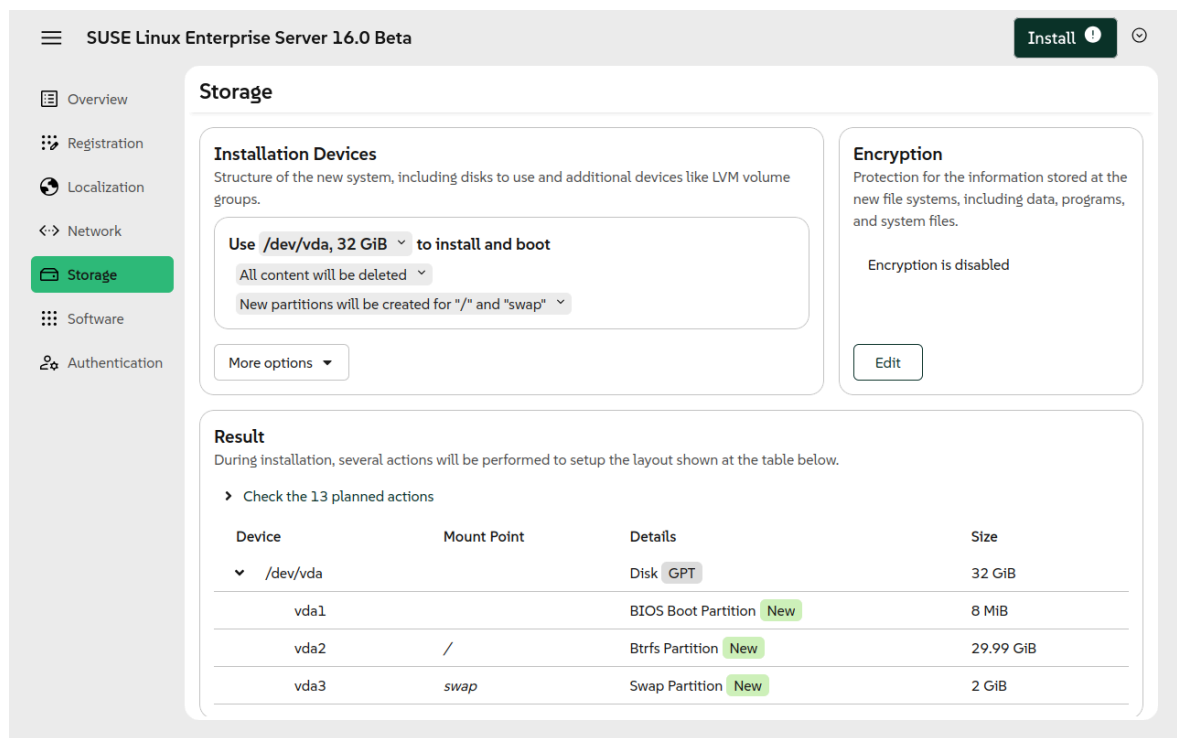 SUSE Linux Enterprise Server 16.0 Beta
Install
Overview
Registration
Localization
Network
Storage
Software
Authentication
Storage
Installation Devices
Structure of the new system, including disks to use and additional devices like LVM volume
groups.
Use /dev/vda, 32 GiB to install and boot
All content will be deleted
New partitions will be created for "/" and "swap"
More options
Encryption
Protection for the information stored at the
new file systems, including data, programs,
and system files.
Encryption is disabled
Edit
Result
During installation, several actions will be performed to setup the layout shown at the table below.
Check the 13 planned actions
Device Mount Point Details Size
/dev/vda Disk GPT 32 GiB
vda1 BIOS Boot Partition New 8 MiB
vda2 / Btrfs Partition New 29.99 GiB
vda3 swap Swap Partition New 2 GiB